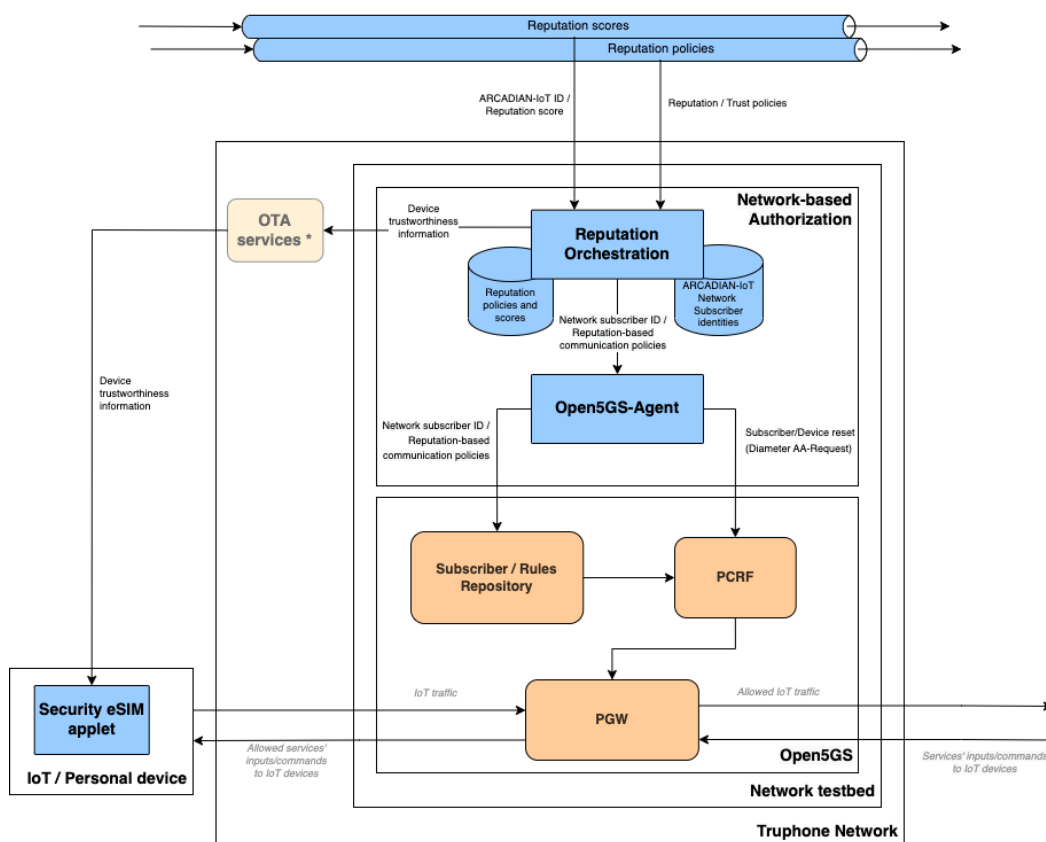 Reputation scores
Reputation policies
ARCADIAN-IoT ID /
Reputation score
Reputation / Trust policies
Network-based
Authorization
OTA
services *
Device
trustworthiness
information
Reputation
Orchestration
Reputation
policies and
scores
ARCADIAN-IoT
Network
Subscriber
identities
Network subscriber ID /
Reputation-based
communication policies
Device
trustworthiness
information
Open5GS-Agent
Network subscriber ID /
Reputation-based
communication policies
Subscriber/Device reset
(Diameter AA-Request)
Subscriber / Rules
Repository
PCRF
Security eSIM
applet
IoT / Personal device
IoT traffic
PGW
Allowed IoT traffic
Allowed services'
inputs/commands
to IoT devices
Services' inputs/commands
to IoT devices
Open5GS
Network testbed
Truphone Network